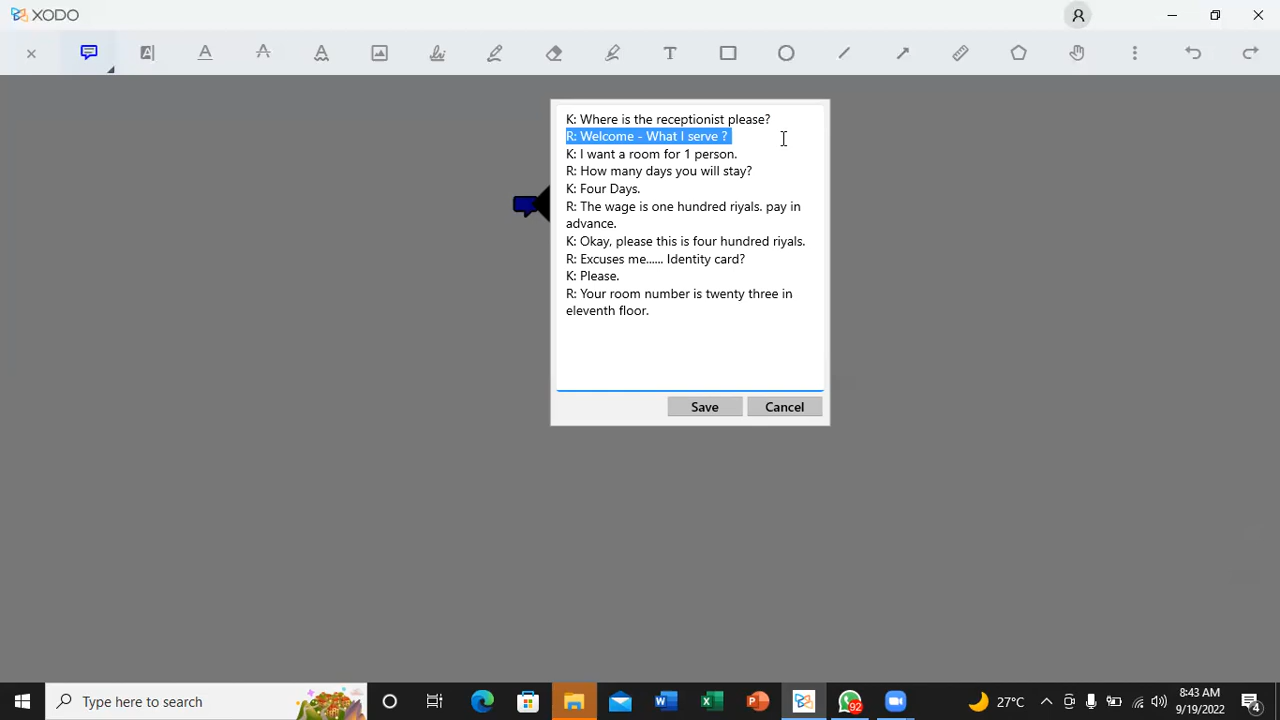 XODO
K: Where is the receptionist please?
R: Welcome - What I serve ?
K: I want a room for 1 person.
R: How many days you will stay?
K: Four Days.
R: The wage is one hundred riyals. pay in
advance.
K: Okay, please this is four hundred riyals.
R: Excuses me...... Identity card?
K: Please.
R: Your room number is twenty three in
eleventh floor.
Save Cancel
Type here to search
92
27°C
8:43 AM
9/19/2022
4